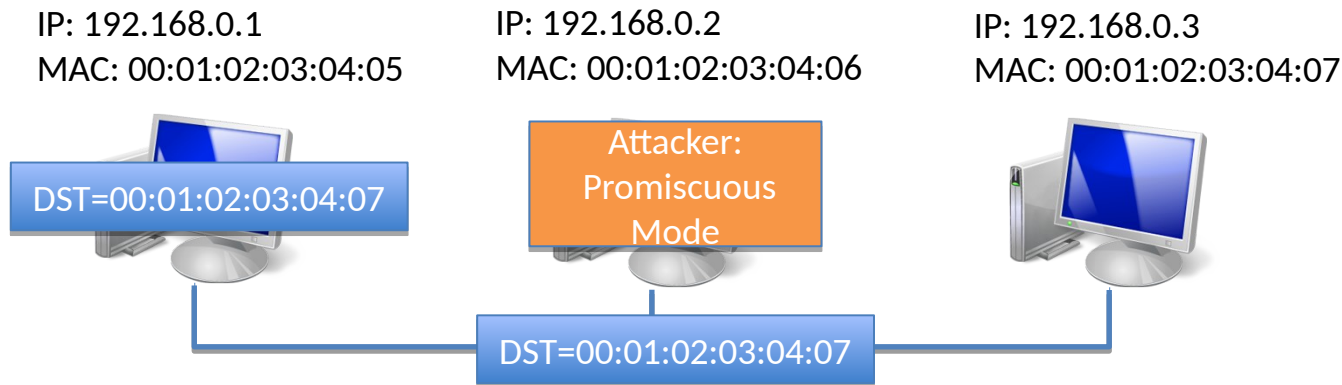 IP: 192.168.0.1
MAC: 00:01:02:03:04:05
IP: 192.168.0.2
MAC: 00:01:02:03:04:06
IP: 192.168.0.3
MAC: 00:01:02:03:04:07
DST=00:01:02:03:04:07
Attacker:
Promiscuous
Mode
DST=00:01:02:03:04:07